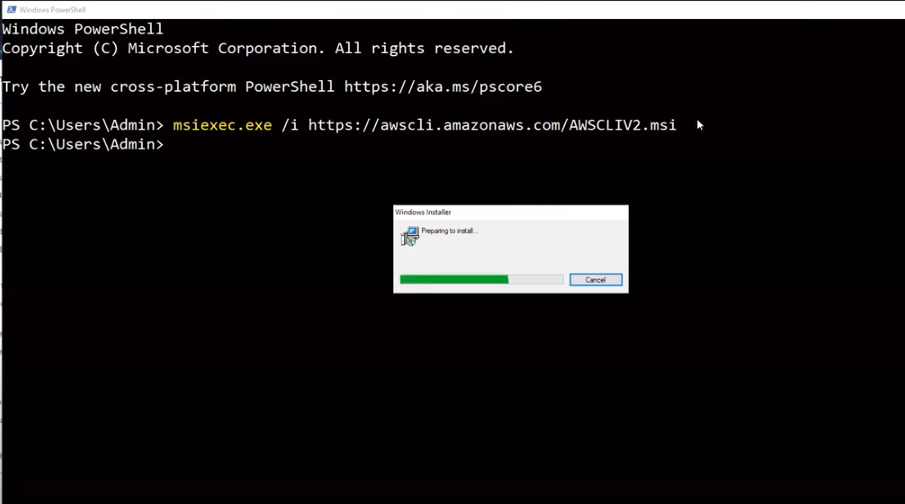 Windows PowerShell
Windows PowerShell
Copyright (C) Microsoft Corporation. All rights reserved.
Try the new cross-platform PowerShell https://aka.ms/pscore6
PS C:\Users\Admin> msiexec.exe /i https://awscli.amazonaws.com/AWSCLIV2.msi
PS C:\Users\Admin>
Windows Installer
Preparing to install...
Cancel